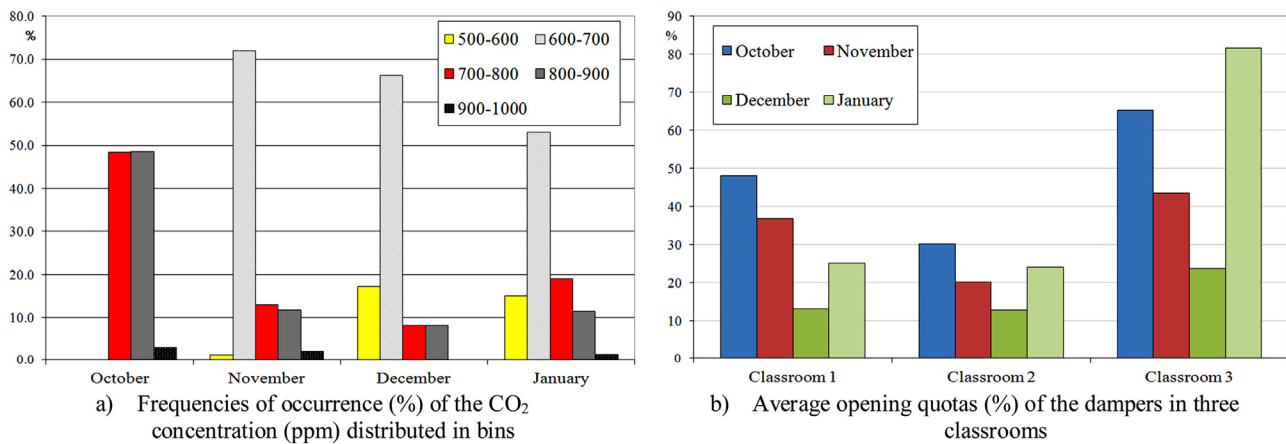 80.0
%
70.0
60.0
50.0
40.0
30.0
20.0
10.0
0.0
500-600
600-700
700-800
800-900
900-1000
October
November
December
January
a) Frequencies of occurrence (%) of the CO₂
concentration (ppm) distributed in bins
90
%
80
70
60
50
40
30
20
10
0
October
November
December
January
Classroom 1
Classroom 2
Classroom 3
b) Average opening quotas (%) of the dampers in three
classrooms